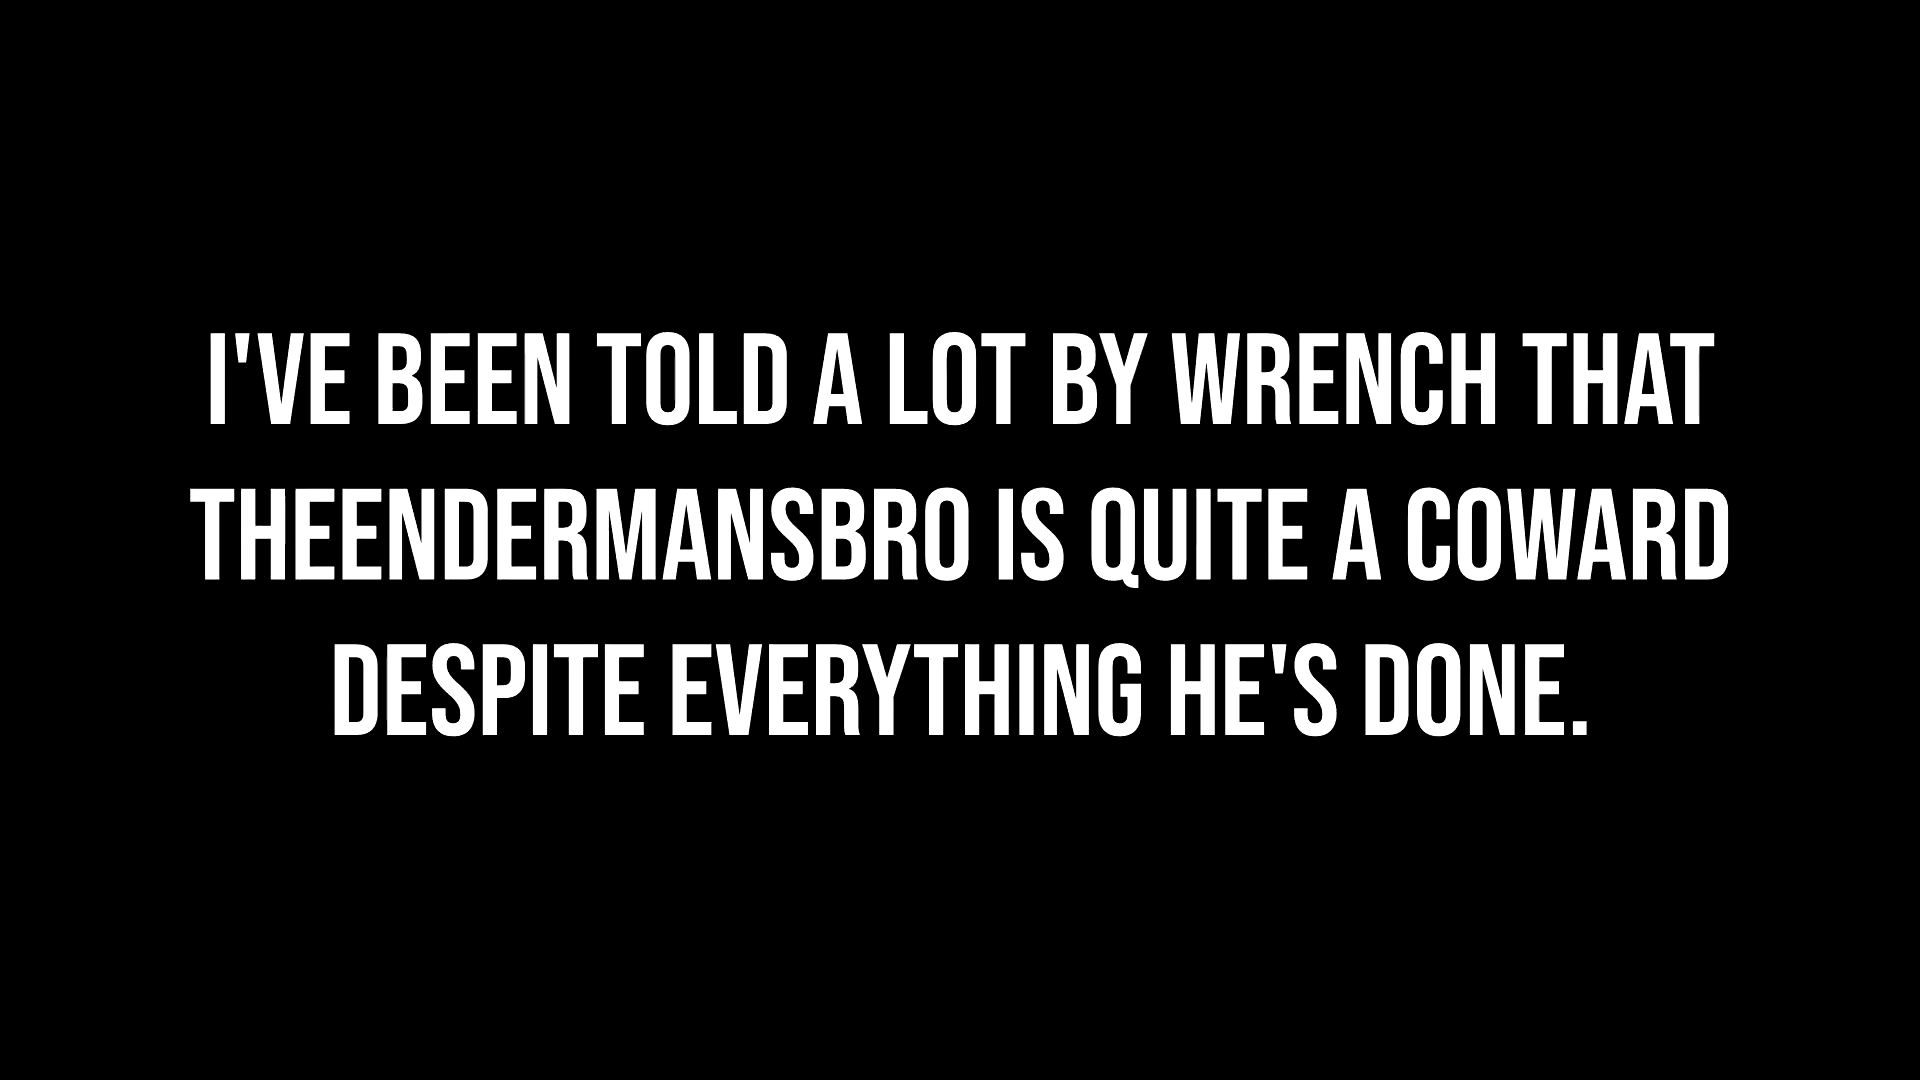 I'VE BEEN TOLD A LOT BY WRENCH THAT
THEENDERMANSBRO IS QUITE A COWARD
DESPITE EVERYTHING HE'S DONE.